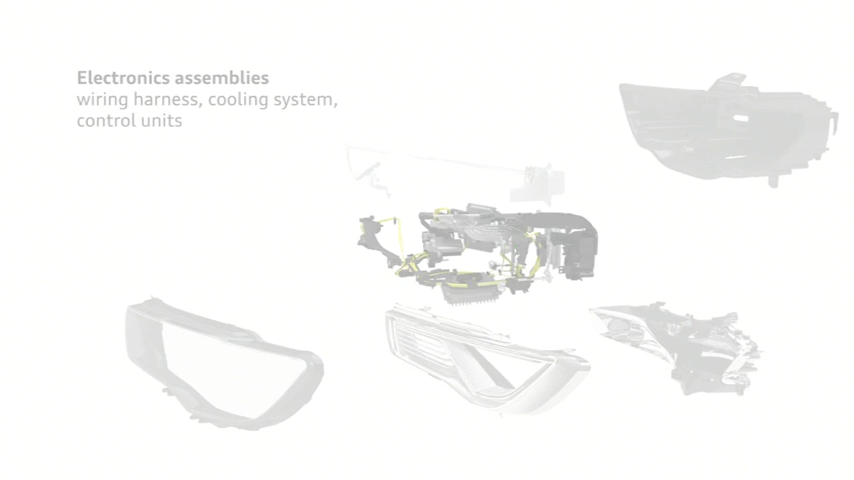 Electronics assemblies
wiring harness, cooling system,
control units